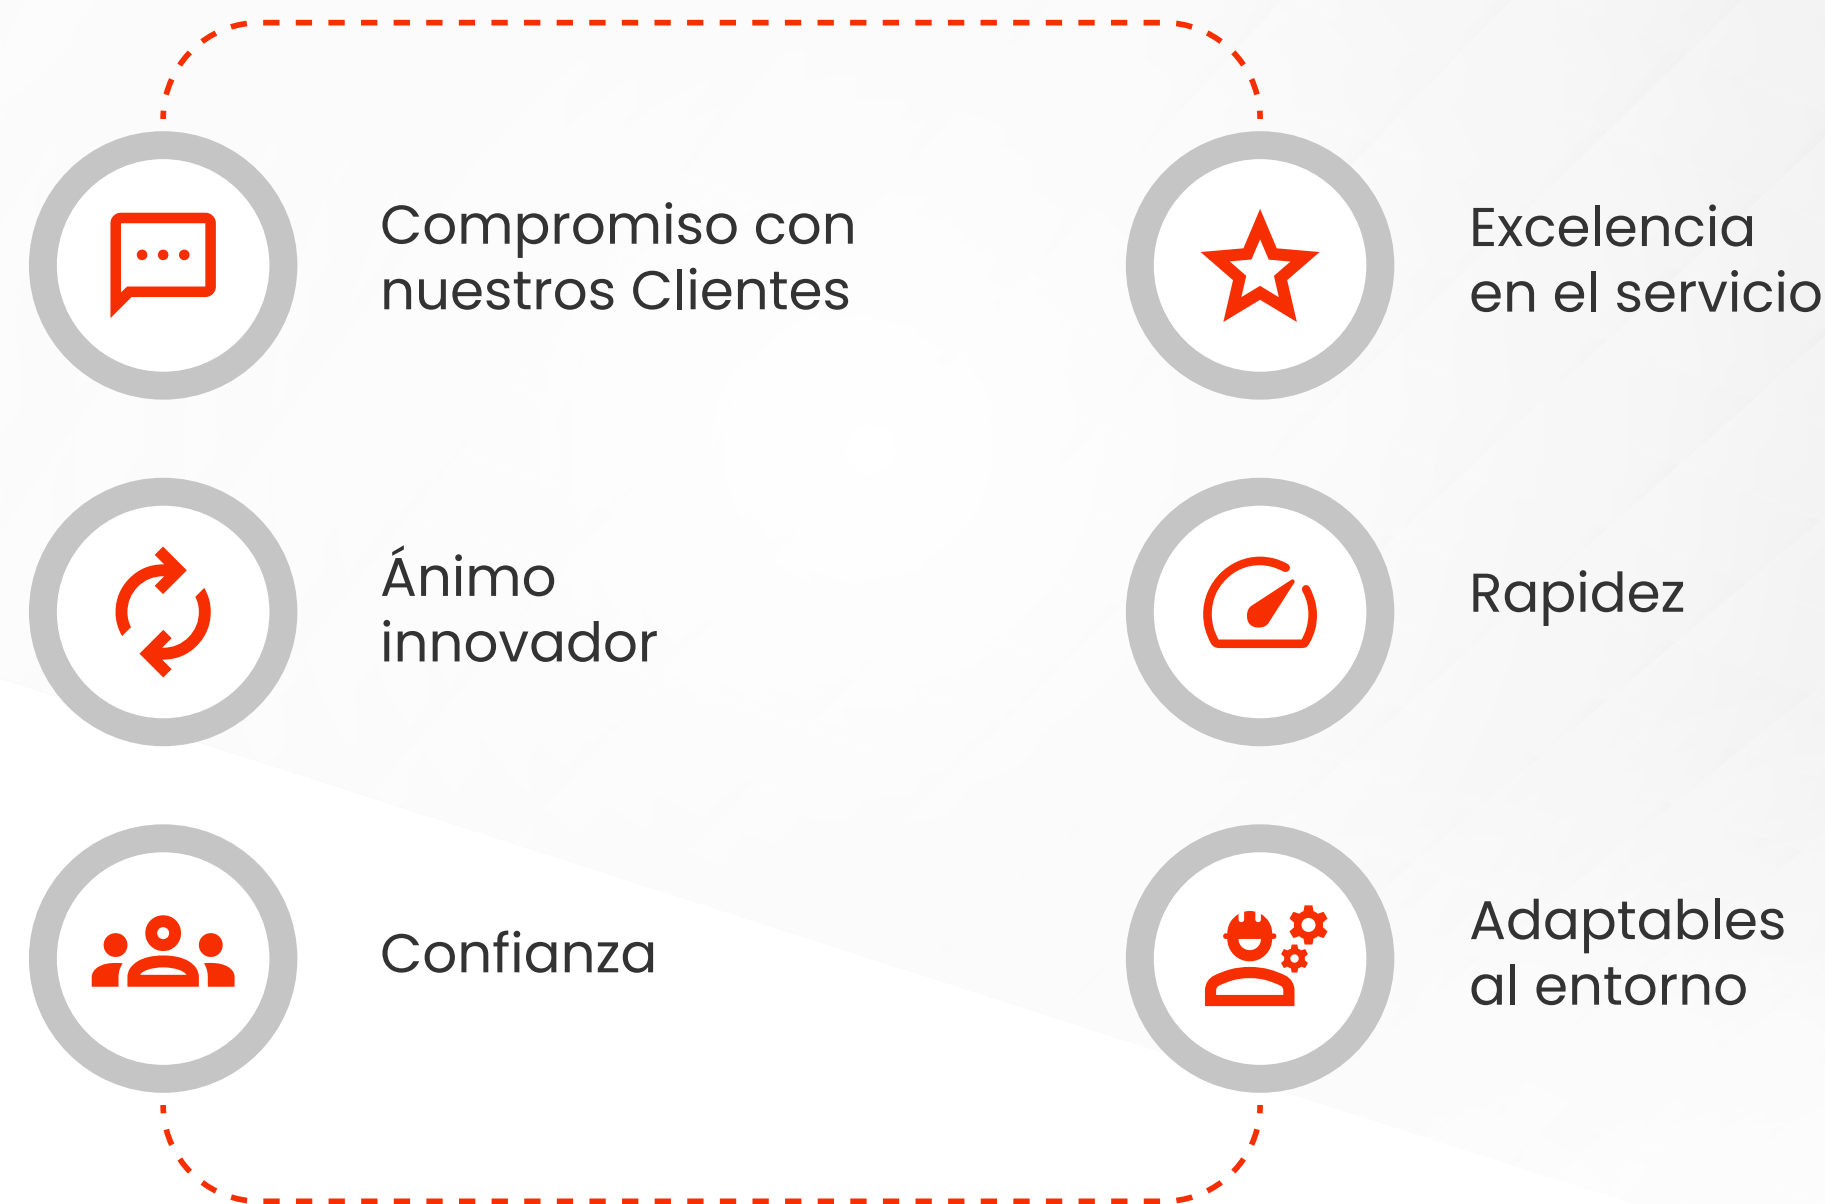 Compromiso con
nuestros Clientes
Excelencia
en el servicio
Ánimo
innovador
Rapidez
Confianza
Adaptables
al entorno